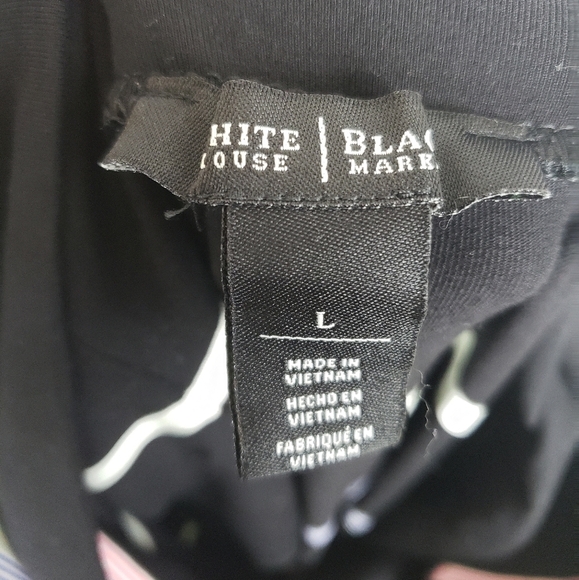 HITE | BLAC
OUSE | MARK
L
MADE IN
VIETNAM
HECHO EN
VIETNAM
FABRIQUÉ EN
VIETNAM